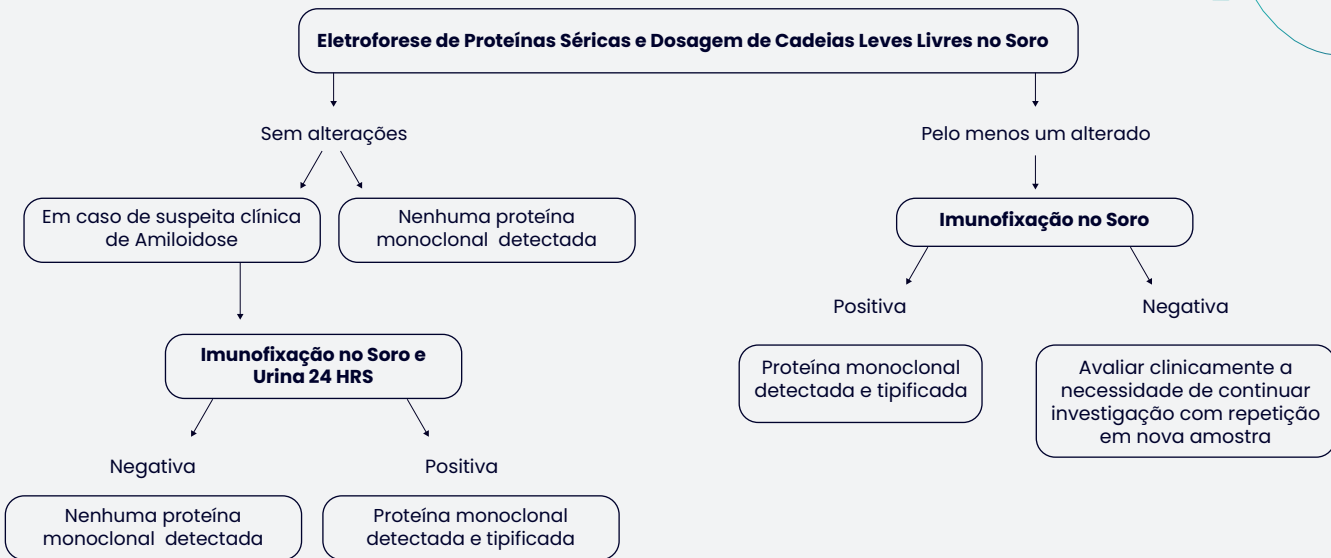 Eletroforese de Proteínas Séricas e Dosagem de Cadeias Leves Livres no Soro
Sem alterações
Pelo menos um alterado
Em caso de suspeita clínica
de Amiloidose
Nenhuma proteína
monoclonal detectada
Imunofixação no Soro
Positiva
Negativa
Imunofixação no Soro e
Urina 24 HRS
Proteína monoclonal
detectada e tipificada
Avaliar clinicamente a
necessidade de continuar
investigação com repetição
em nova amostra
Negativa
Positiva
Nenhuma proteína
monoclonal detectada
Proteína monoclonal
detectada e tipificada